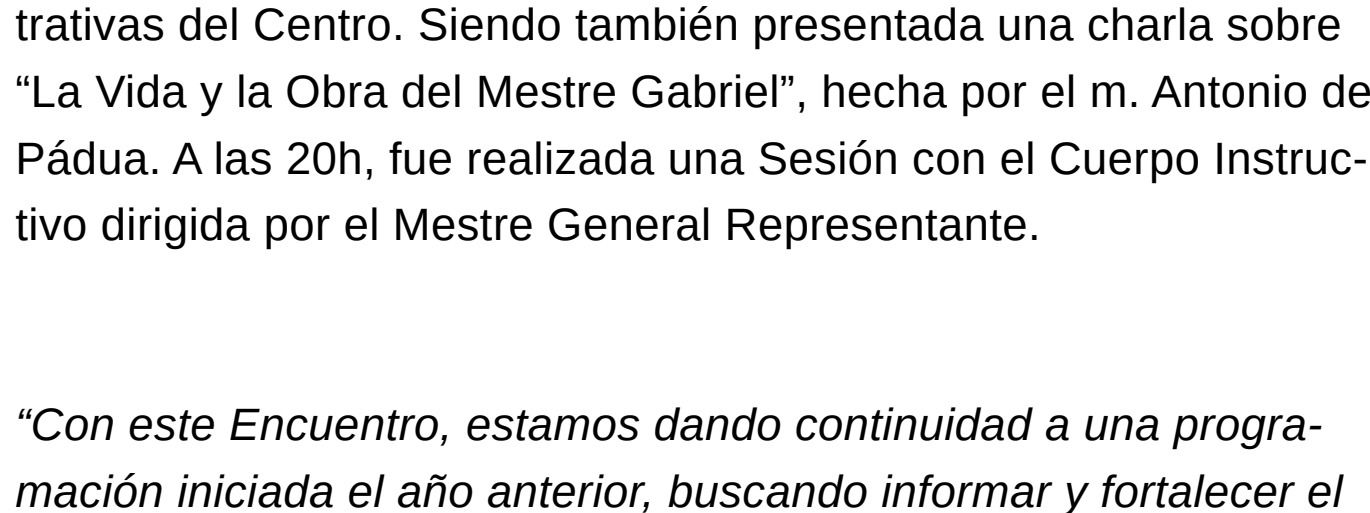 trativas del Centro. Siendo también presentada una charla sobre
“La Vida y la Obra del Mestre Gabriel”, hecha por el m. Antonio de
Pádua. A las 20h, fue realizada una Sesión con el Cuerpo Instruc-
tivo dirigida por el Mestre General Representante.
“Con este Encuentro, estamos dando continuidad a una progra-
mación iniciada el año anterior, buscando informar y fortalecer el